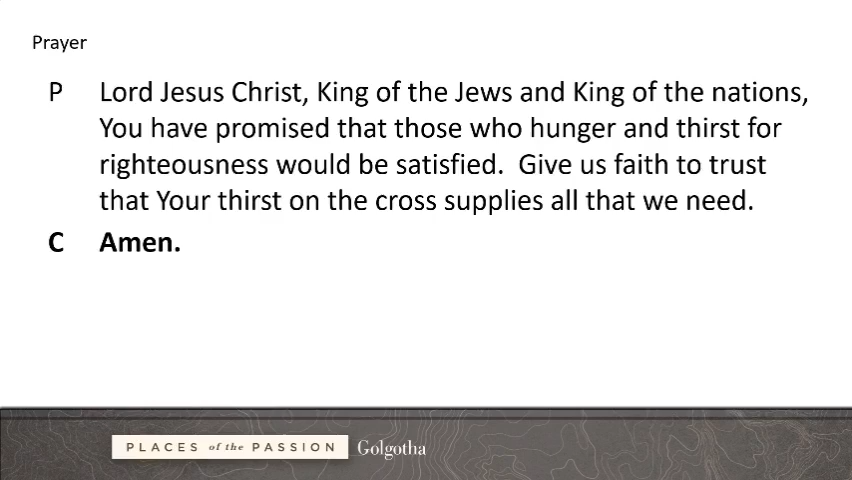 Prayer
P Lord Jesus Christ, King of the Jews and King of the nations,
You have promised that those who hunger and thirst for
righteousness would be satisfied.  Give us faith to trust
that Your thirst on the cross supplies all that we need.
C Amen.
PLACES of the PASSION Golgotha